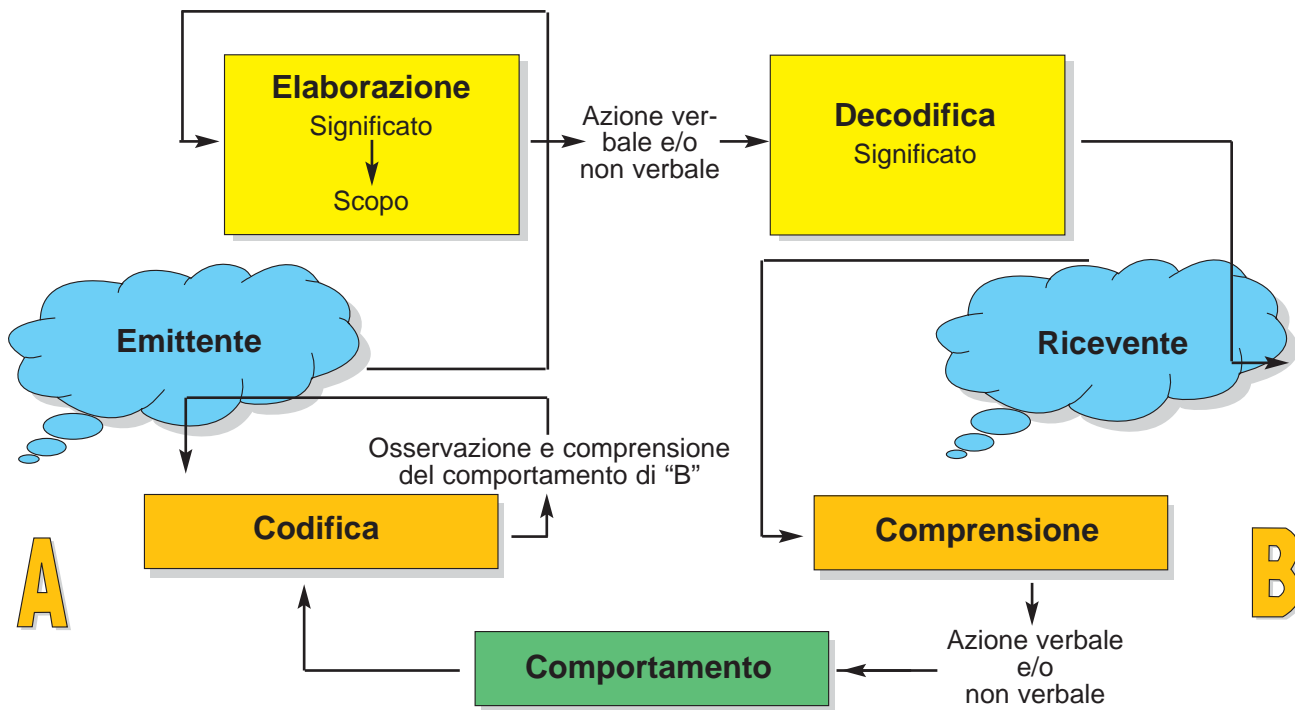 Elaborazione
Significato
Scopo
Azione ver-
bale e/o
non verbale
Decodifica
Significato
Emittente
Ricevente
Osservazione e comprensione
del comportamento di “B”
Codifica
Comprensione
A
B
Comportamento
Azione verbale
e/o
non verbale